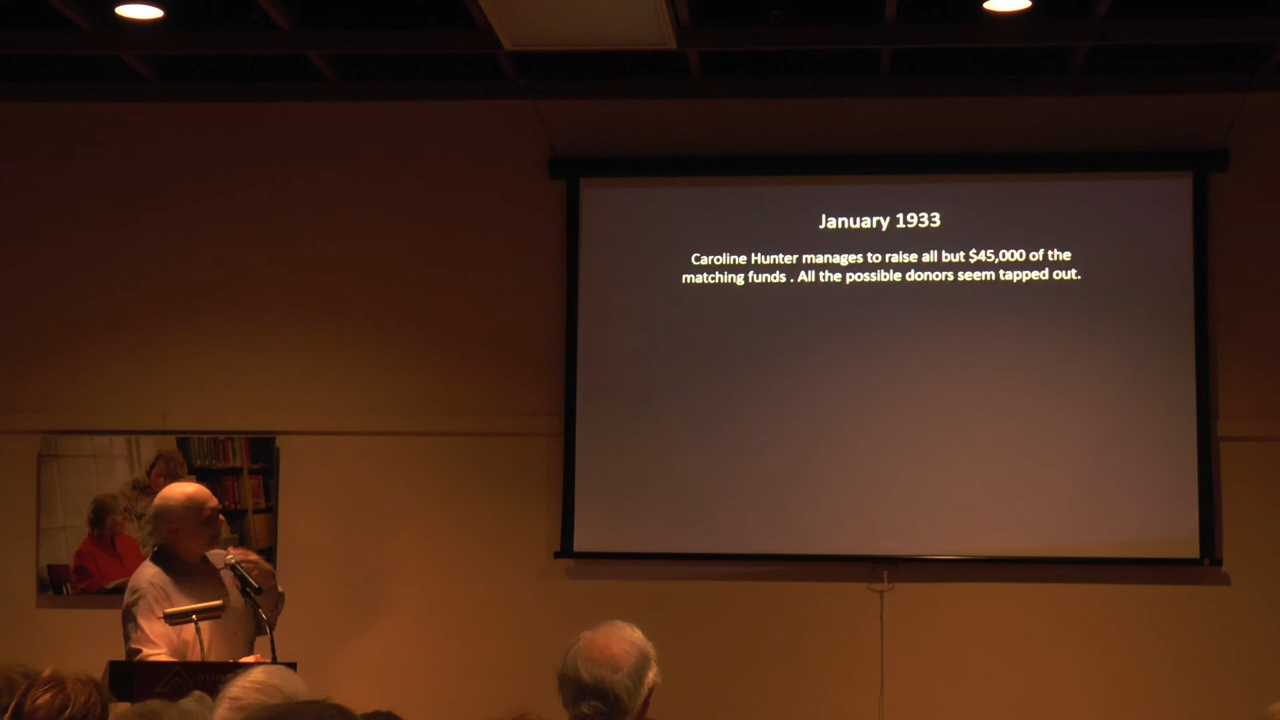 January 1933
Caroline Hunter manages to raise all but $45,000 of the
matching funds . All the possible donors seem tapped out.